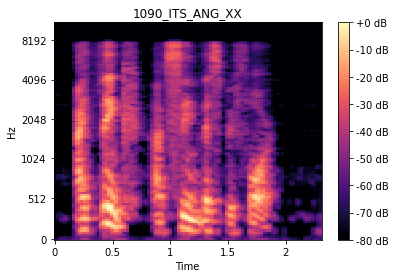 1090_ITS_ANG_XX
+0 dB
8192
-10 dB
4096
-20 dB
-30 dB
2048
Hz
-40 dB
1024
-50 dB
512
-60 dB
-70 dB
0
-80 dB
0
0.5
1
1.5
2
Time